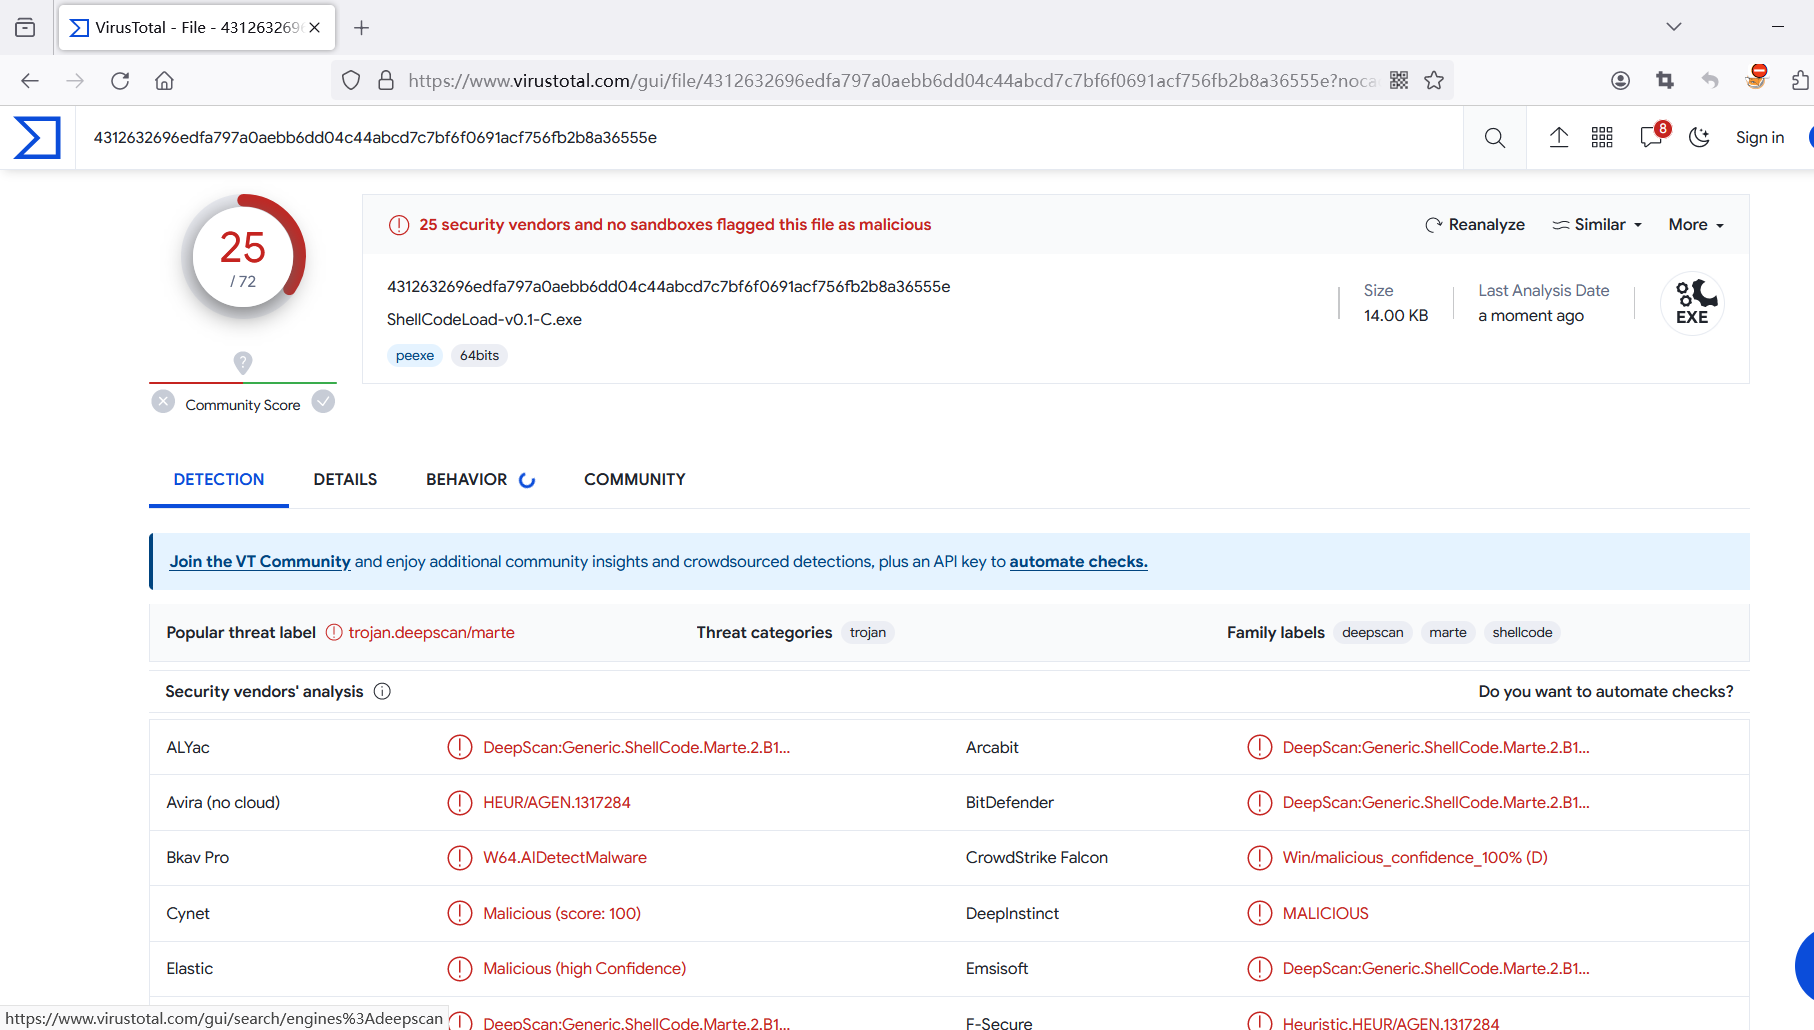 VirusTotal - File - 4312632696
https://www.virustotal.com/gui/file/4312632696edfa797a0aebb6dd04c44abcd7c7bf6f0691acf756fb2b8a36555e?noca
4312632696edfa797a0aebb6dd04c44abcd7c7bf6f0691acf756fb2b8a36555e
8
Sign in
25
/ 72
Community Score
25 security vendors and no sandboxes flagged this file as malicious
Reanalyze
Similar
More
4312632696edfa797a0aebb6dd04c44abcd7c7bf6f0691acf756fb2b8a36555e
ShellCodeLoad-v0.1-C.exe
peexe
64bits
Size
14.00 KB
Last Analysis Date
a moment ago
EXE
DETECTION
DETAILS
BEHAVIOR
COMMUNITY
Join the VT Community and enjoy additional community insights and crowdsourced detections, plus an API key to automate checks.
Popular threat label
trojan.deepscan/marte
Threat categories
trojan
Family labels
deepscan
marte
shellcode
Security vendors' analysis
Do you want to automate checks?
ALYac
DeepScan:Generic.ShellCode.Marte.2.B1...
Arcabit
DeepScan:Generic.ShellCode.Marte.2.B1...
Avira (no cloud)
HEUR/AGEN.1317284
BitDefender
DeepScan:Generic.ShellCode.Marte.2.B1...
Bkav Pro
W64.AIDetectMalware
CrowdStrike Falcon
Win/malicious_confidence_100% (D)
Cynet
Malicious (score: 100)
DeepInstinct
MALICIOUS
Elastic
Malicious (high Confidence)
Emsisoft
DeepScan:Generic.ShellCode.Marte.2.B1...
DeepScan:Generic.ShellCode.Marte.2.B1...
F-Secure
Heuristic.HEUR/AGEN.1317284
https://www.virustotal.com/gui/search/engines%3Adeepscan